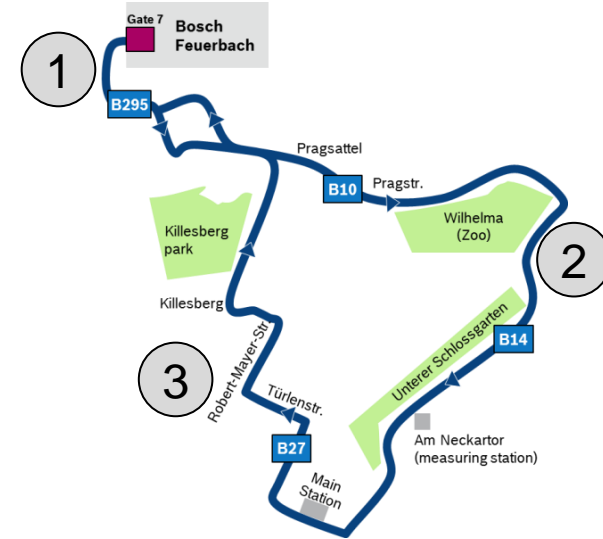 Gate 7
Bosch
Feuerbach
1
B295
Pragsattel
B10
Pragstr.
Wilhelma
(Zoo)
Killesberg
park
2
Killesberg
Unterer Schlossgarten
B14
3
Robert-Mayer-Str.
Türlenstr.
Am Neckartor
(measuring station)
B27
Main
Station